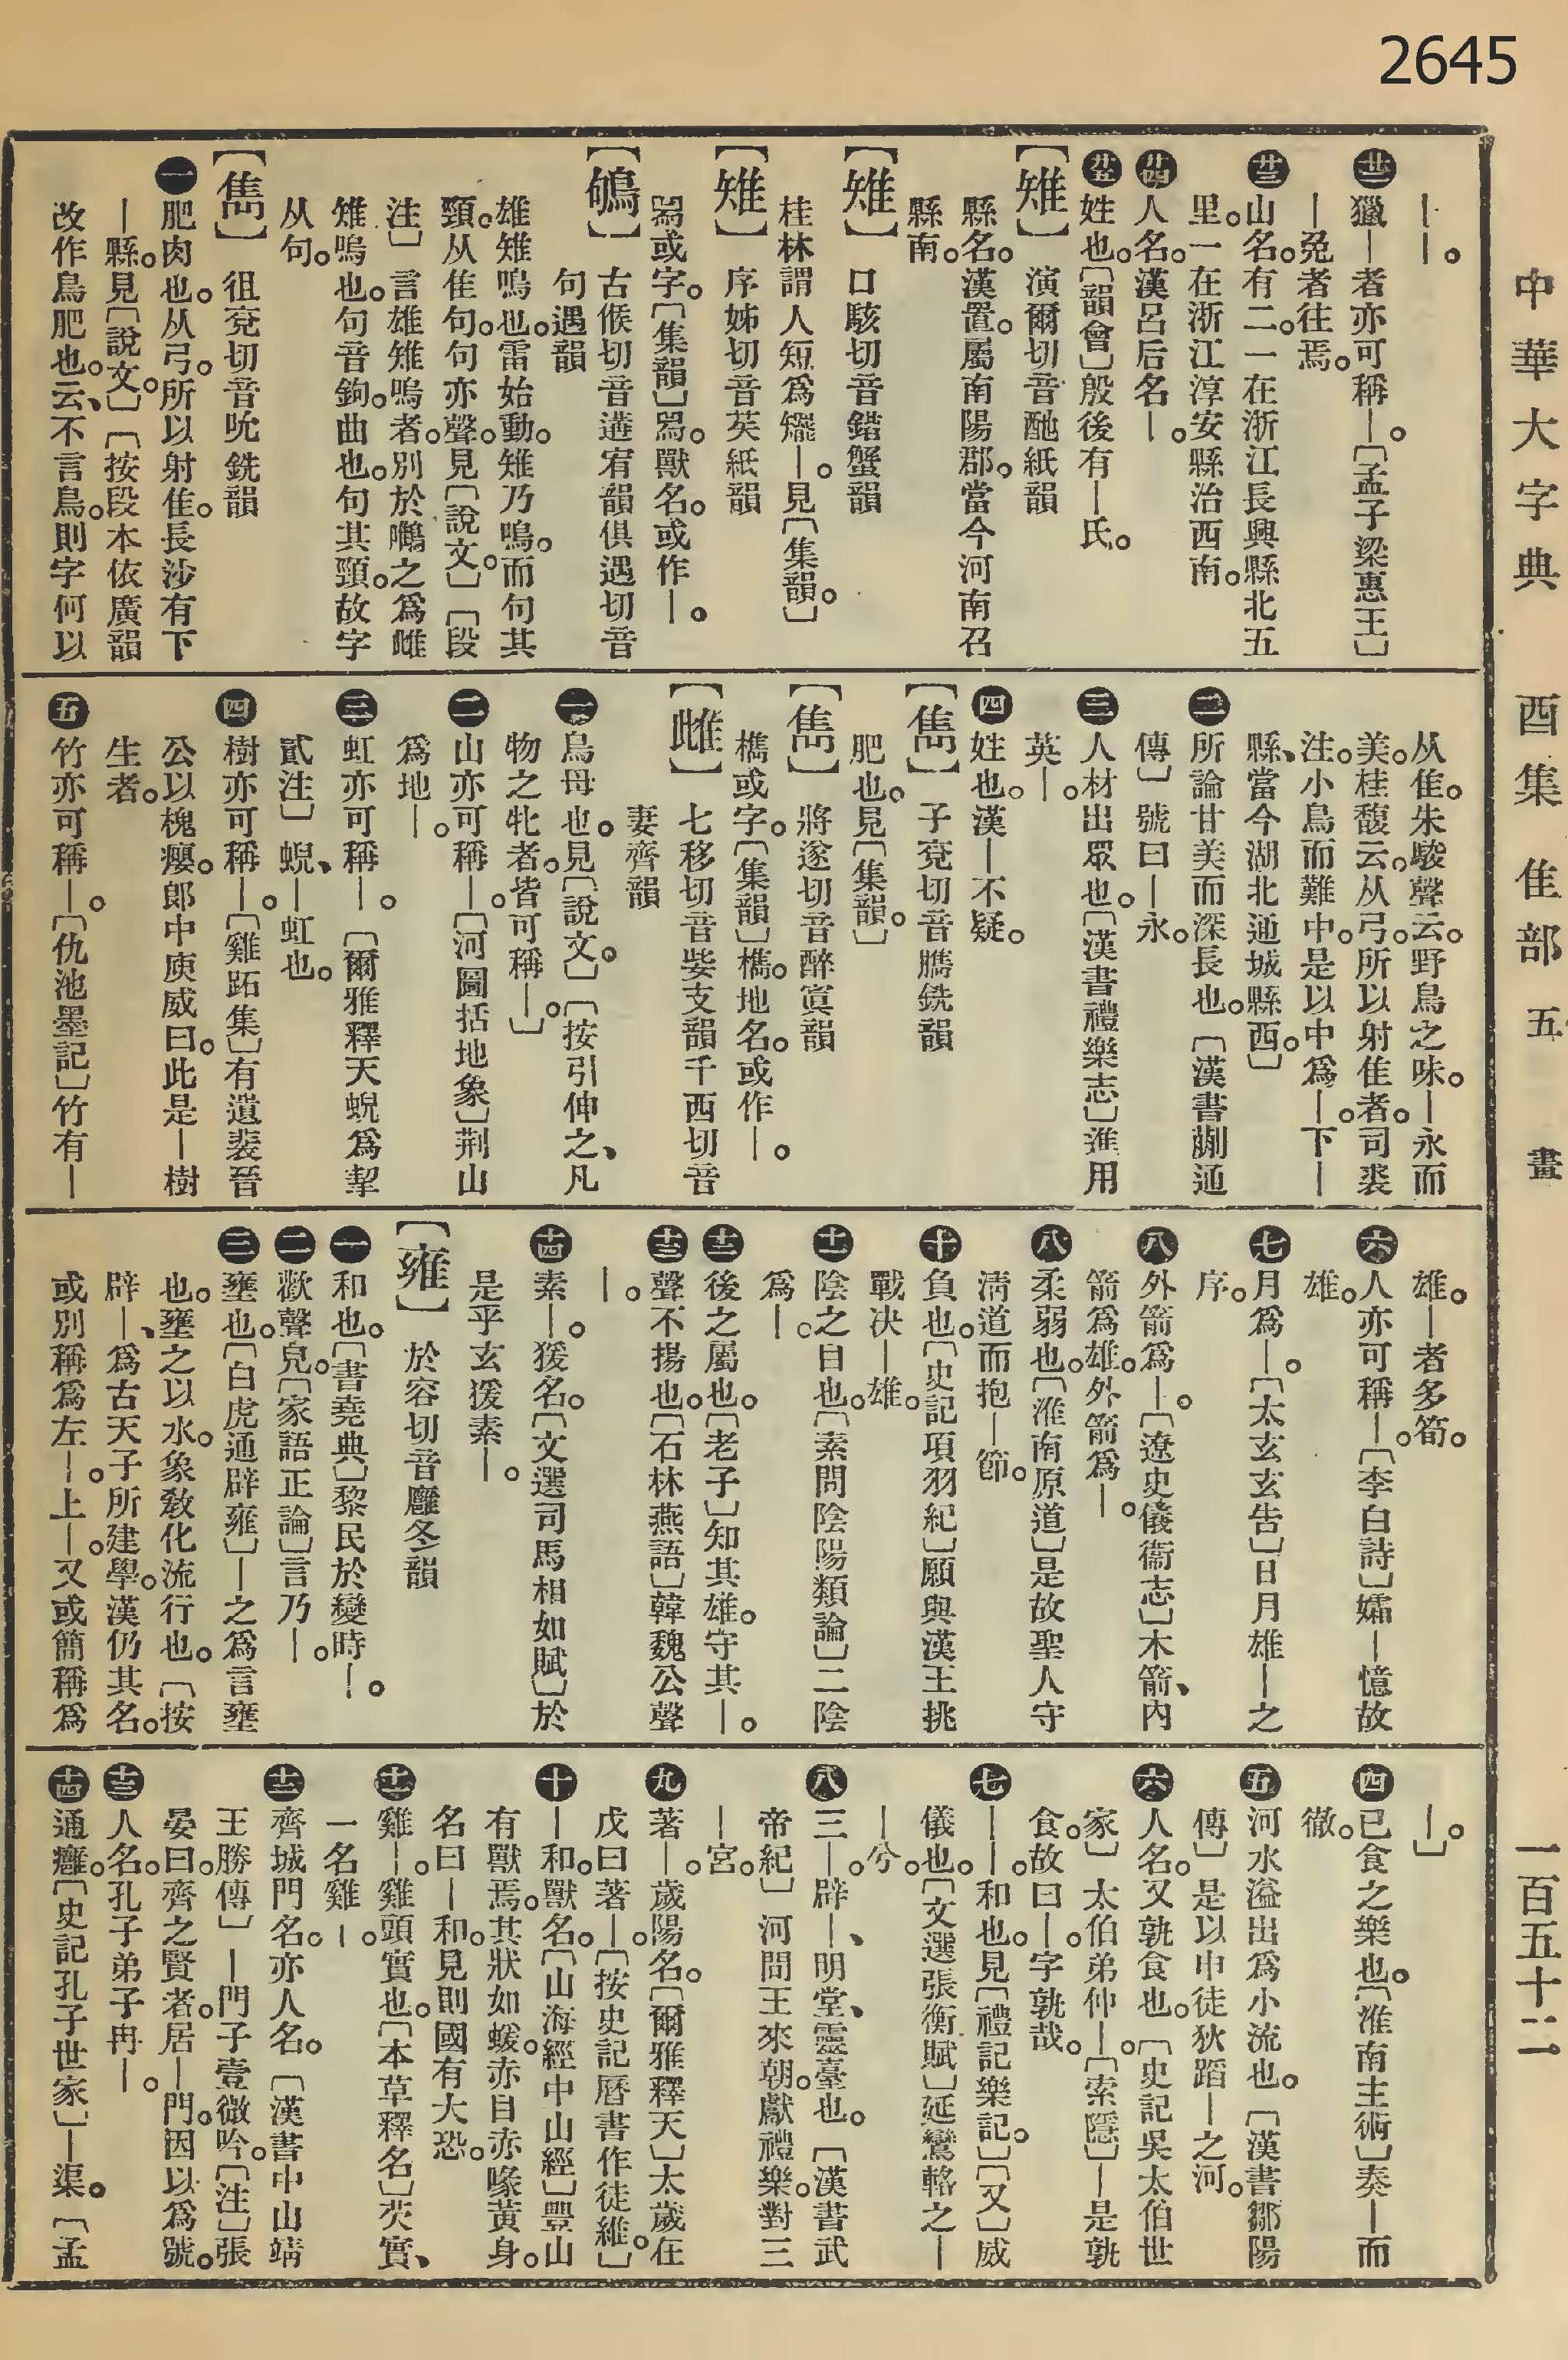 2645
中華大字典　酉集　隹部　五畫　一百五十二
｜｜。
廿二 獵｜者亦可稱｜。〔孟子梁惠王〕
｜兔者往焉。
廿三 山名。有二。一在浙江長興縣北五
里。一在浙江淳安縣治西南。
廿四 人名。漢呂后名｜。
廿五 姓也。〔韻會〕殷後有｜氏。
【雉】演爾切音酏紙韻
縣名。漢置。屬南陽郡。當今河南召
縣南。
【雉】口駭切音鍇蟹韻
桂林謂人短爲矲｜。見〔集韻。〕
【雉】序姊切音苵紙韻
䍺或字。〔集韻〕䍺。獸名。或作｜。
【鴝】古候切音遘宥韻俱遇切音
句遇韻
雄雉鳴也。雷始動。雉乃鳴。而句其
頸。从隹句。句亦聲。見〔說文。〕〔段
注〕言雄雉鳴者。別於鷕之爲雌
雉鳴也。句音鉤。曲也。句其頸。故字
从句。
【雋】徂兗切音吮銑韻
一 肥肉也。从弓。所以射隹。長沙有下
｜縣。見〔說文。〕〔按段本依廣韻
改作鳥肥也。云、不言鳥。則字何以
从隹。朱駿聲云。野鳥之味。｜永而
美。桂馥云。从弓。所以射隹者。司裘
注。小鳥而難中。是以中爲｜。下｜
縣、當今湖北通城縣西。〕
二 所論甘美而深長也。〔漢書蒯通
傳〕號曰｜永。
三 人材出眾也。〔漢書禮樂志〕進用
英｜。
四 姓也。漢｜不疑。
【雋】子兗切音臇銑韻
肥也。見〔集韻。〕
【雋】將遂切音醉寘韻
檇或字。〔集韻〕檇。地名。或作｜。
【雌】七移切音姕支韻千西切音
妻齊韻
一 鳥母也。見〔說文。〕〔按引伸之、凡
物之牝者。皆可稱｜。〕
二 山亦可稱｜。〔河圖括地象〕荆山
爲地｜。
三 虹亦可稱｜。〔爾雅釋天蜺爲挈
貳注〕蜺、｜虹也。
四 樹亦可稱｜。〔雞跖集〕有遺裴晉
公以槐癭。郎中庾威曰。此是｜樹
生者。
五 竹亦可稱｜。〔仇池墨記〕竹有｜
雄。｜者多筍。
六 人亦可稱｜。〔李白詩〕孀｜憶故
雄。
七 月爲｜。〔太玄玄告〕日月雄｜之
序。
八 外箭爲｜。〔遼史儀衞志〕木箭、內
箭爲雄。外箭爲｜。
八 柔弱也。〔淮南原道〕是故聖人守
淸道而抱｜節。
十 負也。〔史記項羽紀〕願與漢王挑
戰决｜雄。
十一 陰之目也。〔素問陰陽類論〕二陰
爲｜。
十二 後之屬也。〔老子〕知其雄。守其｜。
十三 聲不揚也。〔石林燕語〕韓魏公聲
｜。
十四 素｜。猨名。〔文選司馬相如賦〕於
是乎玄猨素｜。
【雍】於容切音廱冬韻
一 和也。〔書堯典〕黎民於變時｜。
二 歡聲皃。〔家語正論〕言乃｜。
三 壅也。〔白虎通辟雍〕｜之爲言壅
也。壅之以水。象敎化流行也。〔按
辟｜、爲古天子所建學。漢仍其名。
或別稱爲左｜。上｜。又或簡稱爲
｜。〕
四 已食之樂也。〔淮南主術〕奏｜而
徹。
五 河水溢出爲小流也。〔漢書鄒陽
傳〕是以申徒狄蹈｜之河。
六 人名。又孰食也。〔史記吳太伯世
家〕太伯弟仲｜。〔索隱〕｜是孰
食。故曰｜。字孰哉。
七 ｜｜。和也。見〔禮記樂記。〕〔又〕威
儀也。〔文選張衡賦〕延鸞輅之｜
｜兮。
八 三｜。辟｜、明堂、靈臺也。〔漢書武
帝紀〕河間王來朝。獻禮樂。對三
｜宮。
九 著｜。歲陽名。〔爾雅釋天〕太歲在
戊曰著｜。〔按史記曆書作徒維。〕
十 ｜和。獸名。〔山海經中山經〕豐山
有獸焉。其狀如蝯。赤目赤喙黃身。
名曰｜和。見則國有大恐。
十一 雞｜。雞頭實也。〔本草釋名〕芡實、
一名雞｜。
十二 齊城門名。亦人名。〔漢書中山靖
王勝傳〕｜門子壹微吟。〔注〕張
晏曰。齊之賢者。居｜門。因以爲號。
十三 人名。孔子弟子冉｜。
十四 通癰。〔史記孔子世家〕｜渠。〔孟